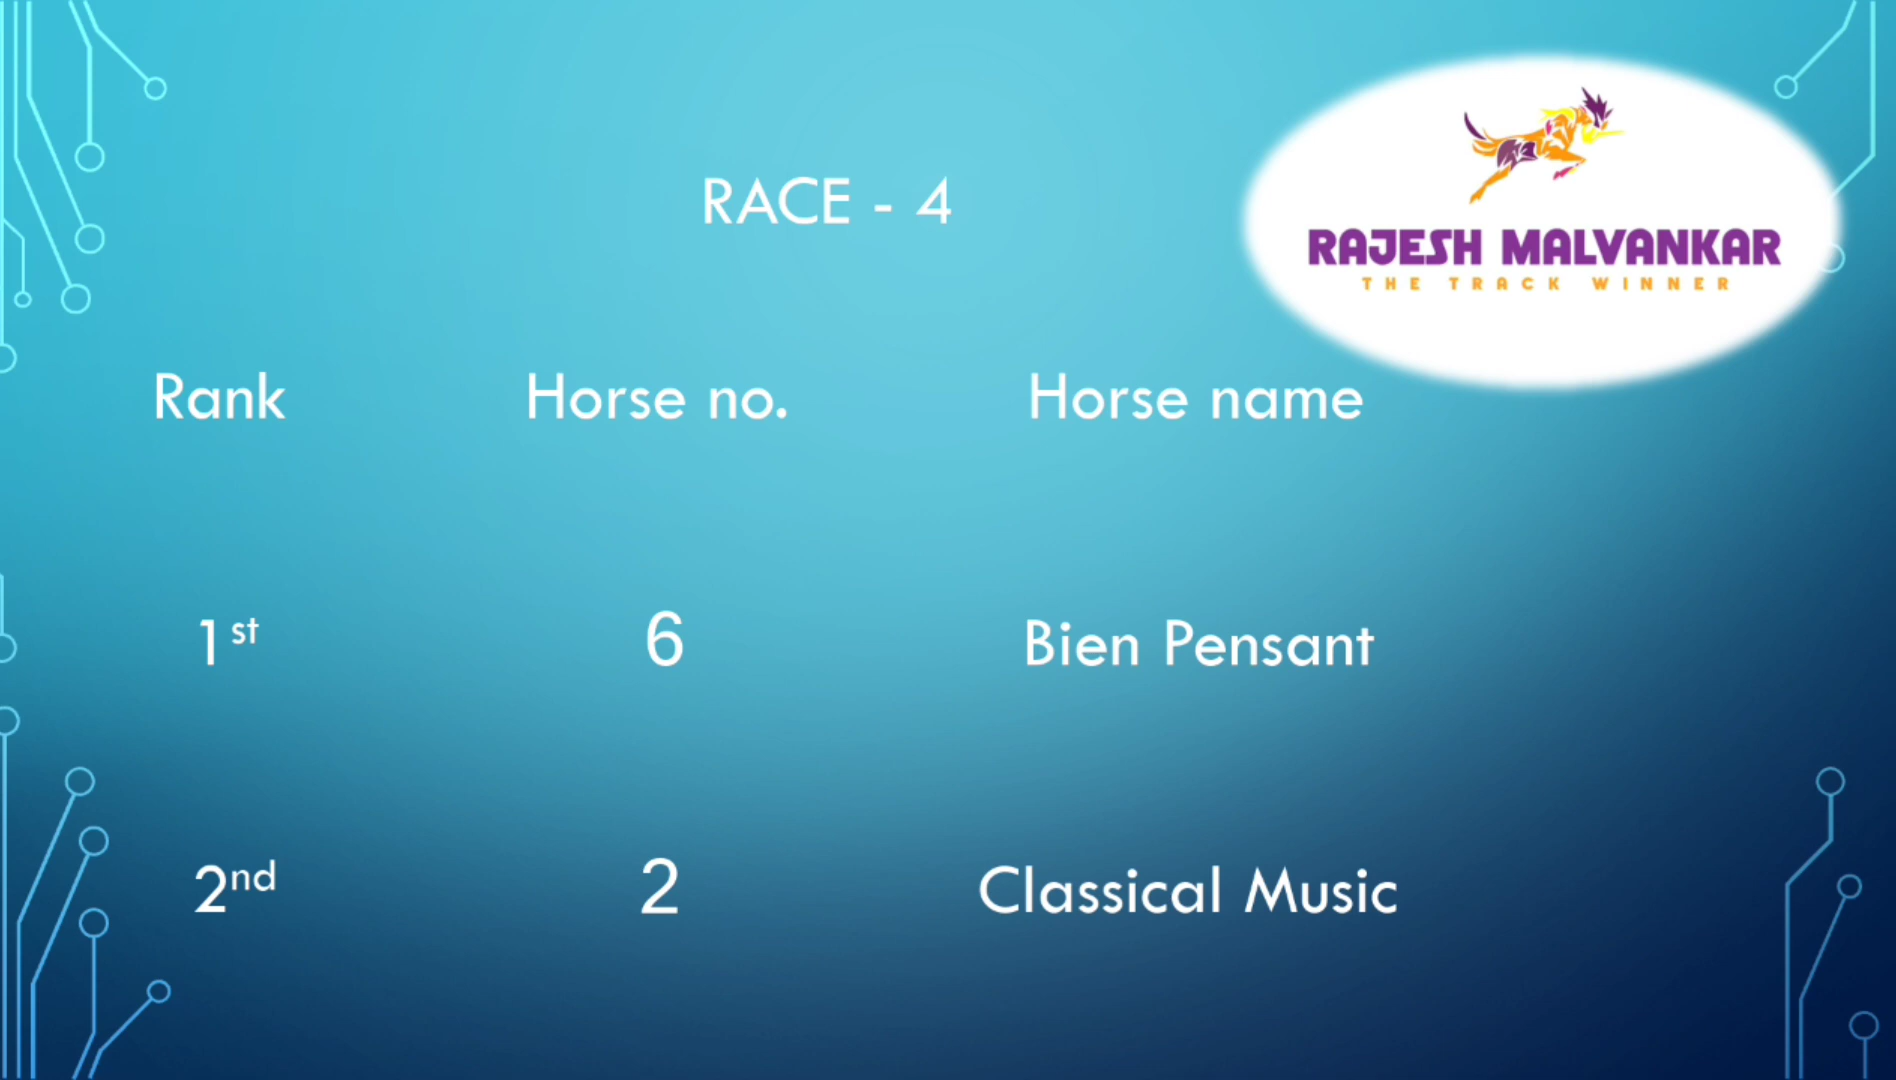 RACE - 4
RAJESH MALVANKAR
THE TRACK WINNER
Rank Horse no. Horse name
1st 6 Bien Pensant
2nd 2 Classical Music